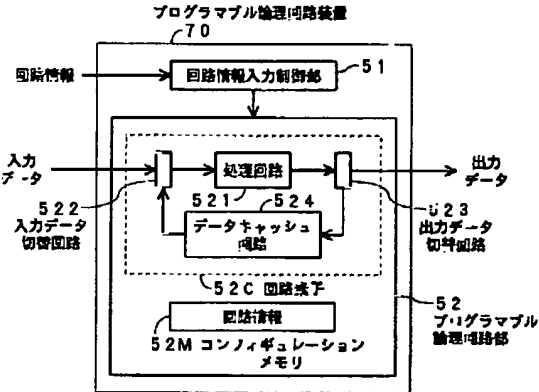 プログラマブル論理回路装置
70
回路情報
回路情報入力制御部
51
入力
データ
処理回路
出力
データ
522
入力データ
切替回路
521
524
データキャッシュ
回路
523
出力データ
切替回路
52C 回路素子
回路情報
52M コンフィギュレーション
メモリ
52
プログラマブル
論理回路部